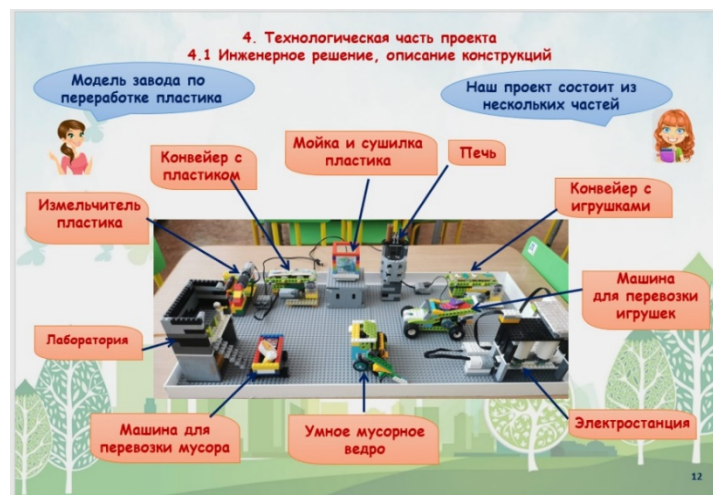 4. Технологическая часть проекта
4.1 Инженерное решение, описание конструкций
Модель завода по
переработке пластика
Наш проект состоит из
нескольких частей
Мойка и сушилка
пластика
Печь
Конвейер с
пластиком
Конвейер с
игрушками
Измельчитель
пластика
Машина
для перевозки
игрушек
Лаборатория
Машина для
перевозки мусора
Умное мусорное
ведро
Электростанция
12